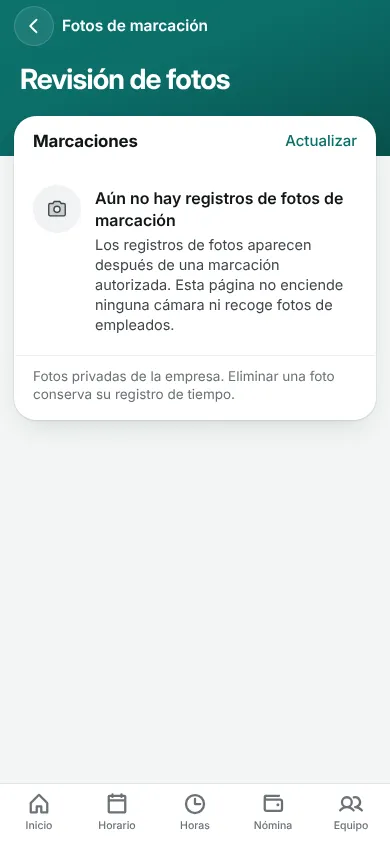 Fotos de marcación
Revisión de fotos
Marcaciones
Actualizar
Aún no hay registros de fotos de
marcación
Los registros de fotos aparecen
después de una marcación
autorizada. Esta página no enciende
ninguna cámara ni recoge fotos de
empleados.
Fotos privadas de la empresa. Eliminar una foto
conserva su registro de tiempo.
Inicio
Horario
Horas
Nómina
Equipo